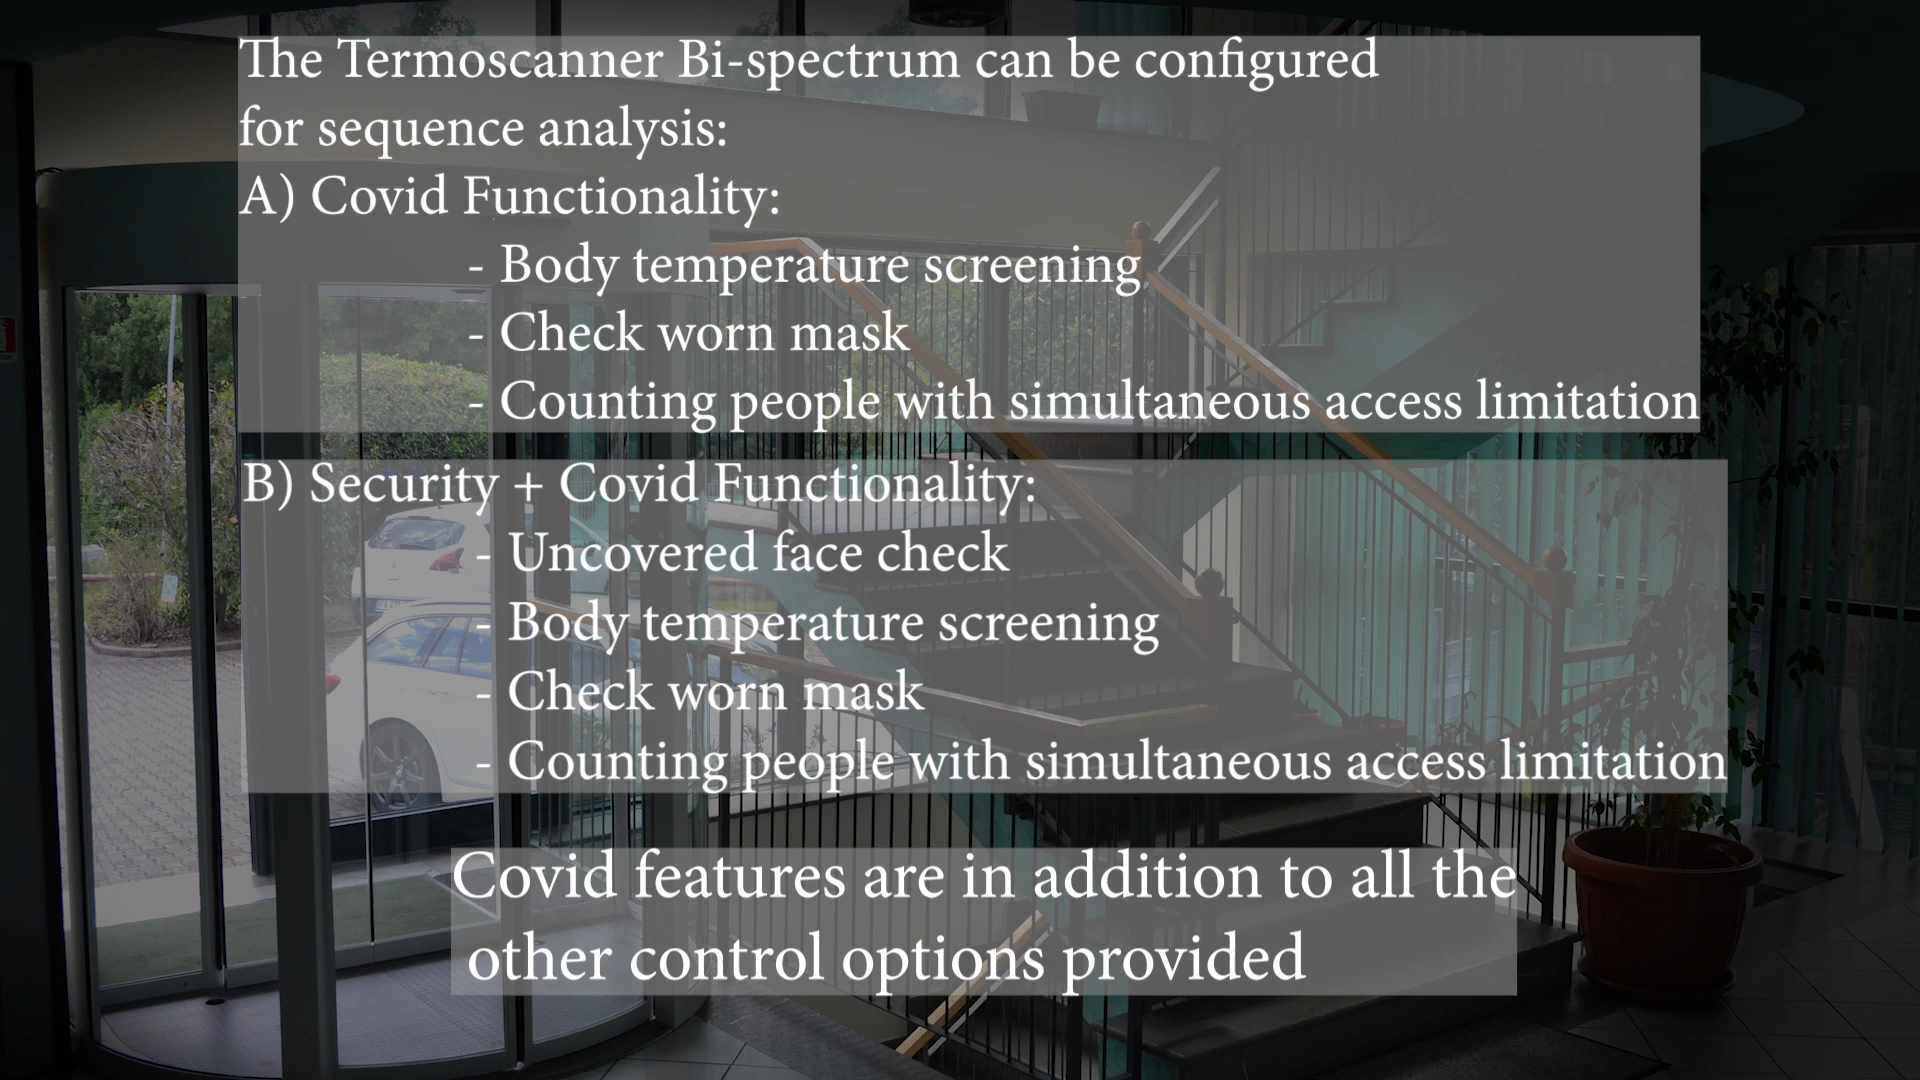 The Termoscanner Bi-spectrum can be configured
for sequence analysis:
A) Covid Functionality:
- Body temperature screening
- Check worn mask
- Counting people with simultaneous access limitation
B) Security + Covid Functionality:
- Uncovered face check
- Body temperature screening
- Check worn mask
- Counting people with simultaneous access limitation
Covid features are in addition to all the
other control options provided